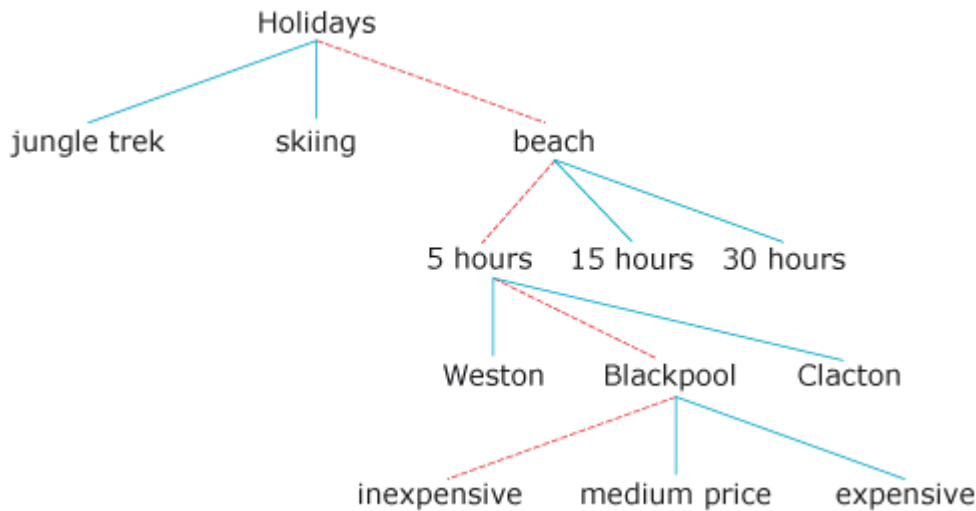 Holidays
jungle trek skiing beach
5 hours 15 hours 30 hours
Weston Blackpool Clacton
inexpensive medium price expensive